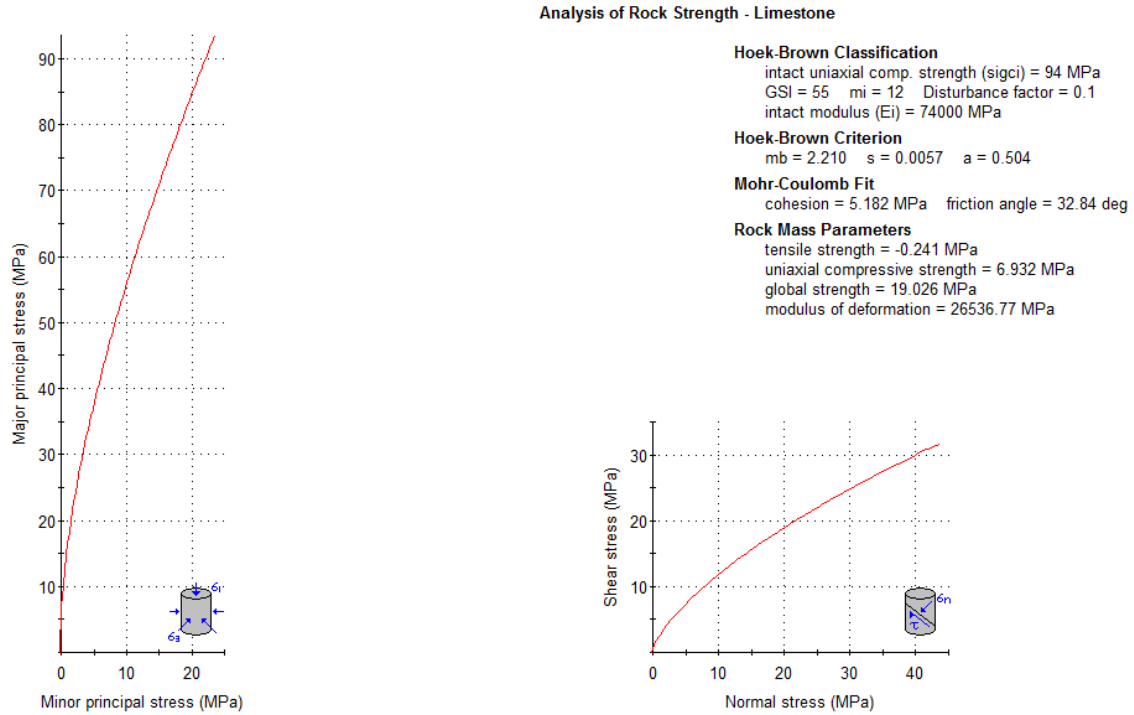 Analysis of Rock Strength - Limestone
Hoek-Brown Classification
intact uniaxial comp. strength (sigci) = 94 MPa
GSI = 55 mi = 12 Disturbance factor = 0.1
intact modulus (Ei) = 74000 MPa
Hoek-Brown Criterion
mb = 2.210 s = 0.0057 a = 0.504
Mohr-Coulomb Fit
cohesion = 5.182 MPa friction angle = 32.84 deg
Rock Mass Parameters
tensile strength = -0.241 MPa
uniaxial compressive strength = 6.932 MPa
global strength = 19.026 MPa
modulus of deformation = 26536.77 MPa
Major principal stress (MPa)
90
80
70
60
50
40
30
20
10
0 10 20
Minor principal stress (MPa)
σ1
σ3
Shear stress (MPa)
30
20
10
0 10 20 30 40
Normal stress (MPa)
σn
τ